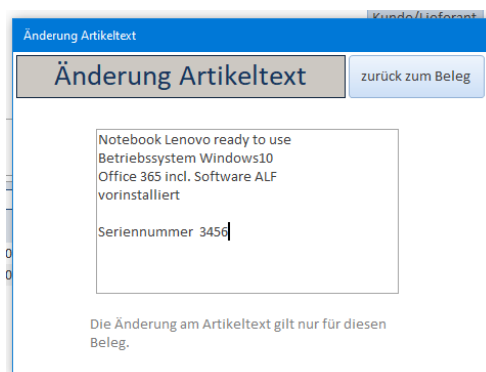 Kunde/Lieferant
Änderung Artikeltext
Änderung Artikeltext
zurück zum Beleg
Notebook Lenovo ready to use
Betriebssystem Windows10
Office 365 incl. Software ALF
vorinstalliert
Seriennummer 3456
Die Änderung am Artikeltext gilt nur für diesen
Beleg.